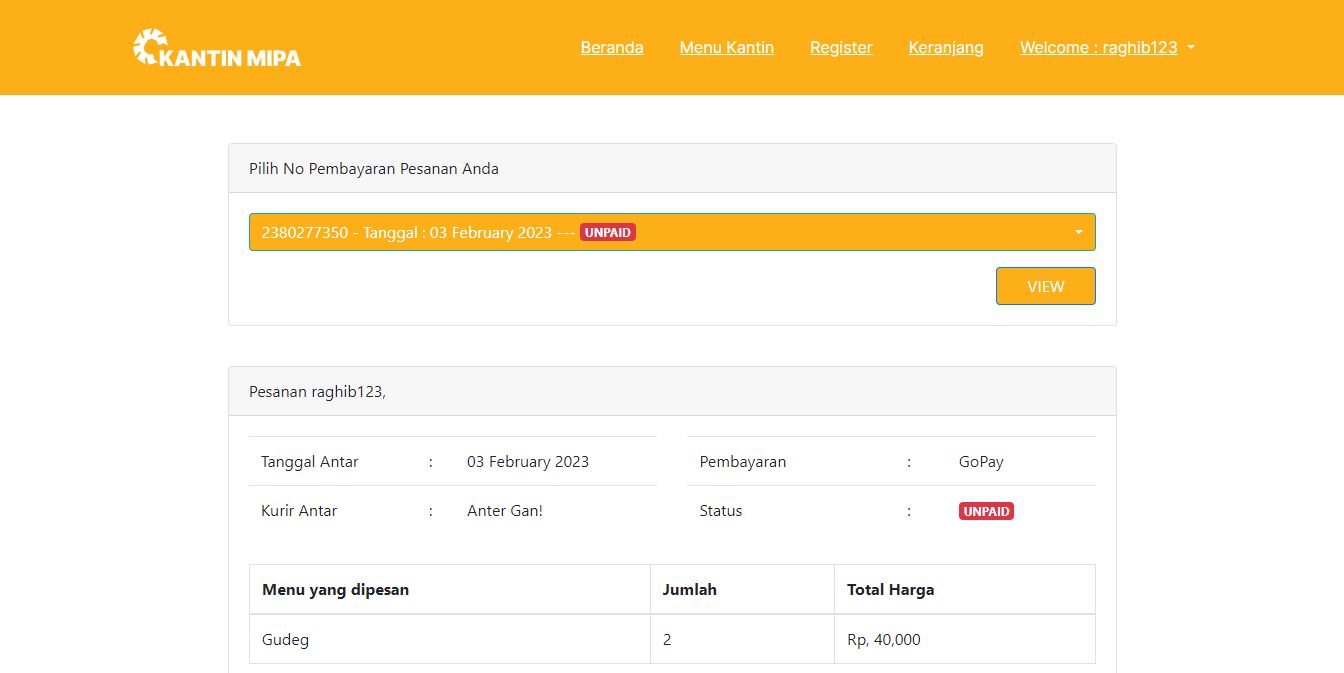 KANTIN MIPA
Beranda Menu Kantin Register Keranjang Welcome : raghib123
Pilih No Pembayaran Pesanan Anda
2380277350 - Tanggal : 03 February 2023 --- UNPAID
VIEW
Pesanan raghib123,
Tanggal Antar : 03 February 2023 Pembayaran : GoPay
Kurir Antar : Anter Gan! Status : UNPAID
Menu yang dipesan Jumlah Total Harga
Gudeg 2 Rp, 40,000